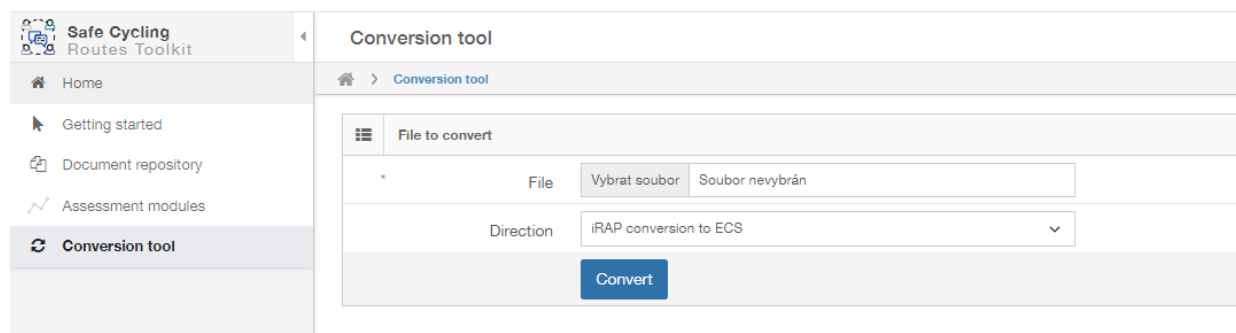 Safe Cycling
Routes Toolkit
Home
Getting started
Document repository
Assessment modules
Conversion tool
Conversion tool
Conversion tool
File to convert
* File Vybrat soubor Soubor nevybrán
Direction iRAP conversion to ECS
Convert